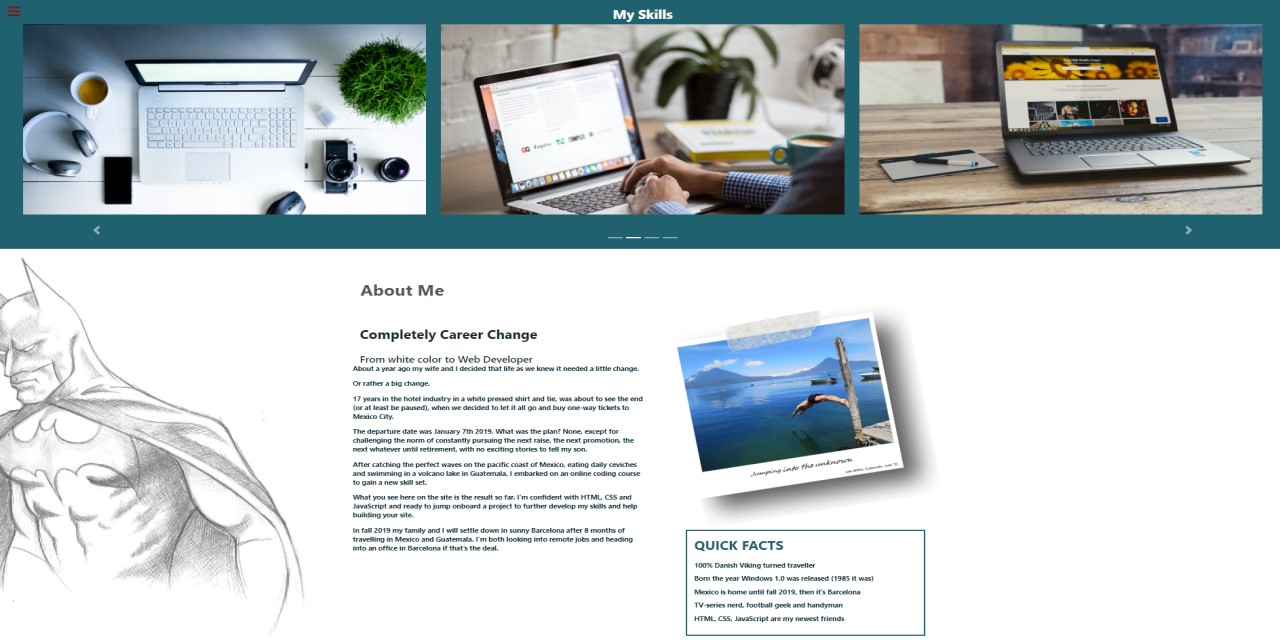 My Skills
About Me
Completely Career Change
From white color to Web Developer
About a year ago my wife and I decided that life as we knew it needed a little change.
Or rather a big change.
17 years in the hotel industry in a white pressed shirt and tie, was about to see the end
(or at least be paused), when we decided to let it all go and buy one-way tickets to
Mexico City.
The departure date was January 7th 2019. What was the plan? None, except for
challenging the norm of constantly pursuing the next raise, the next promotion, the
next whatever until retirement, with no exciting stories to tell my son.
After catching the perfect waves on the pacific coast of Mexico, eating daily ceviches
and swimming in a volcano lake in Guatemala, I embarked on an online coding course
to gain a new skill set.
What you see here on the site is the result so far. I'm confident with HTML, CSS and
JavaScript and ready to jump onboard a project to further develop my skills and help
building your site.
In fall 2019 my family and I will settle down in sunny Barcelona after 8 months of
travelling in Mexico and Guatemala. I'm both looking into remote jobs and heading
into an office in Barcelona if that's the deal.
Jumping into the unknown
QUICK FACTS
100% Danish Viking turned traveller
Born the year Windows 1.0 was released (1985 it was)
Mexico is home until fall 2019, then it's Barcelona
TV-series nerd, football geek and handyman
HTML, CSS, JavaScript are my newest friends